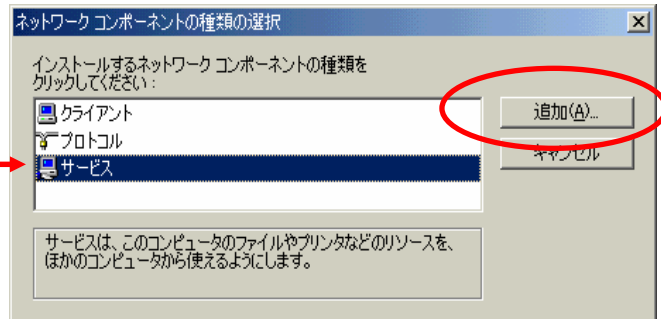 ネットワーク コンポーネントの種類の選択
インストールするネットワーク コンポーネントの種類を
クリックしてください:
クライアント
追加(A)...
プロトコル
キャンセル
サービス
サービスは、このコンピュータのファイルやプリンタなどのリソースを、
ほかのコンピュータから使えるようにします。